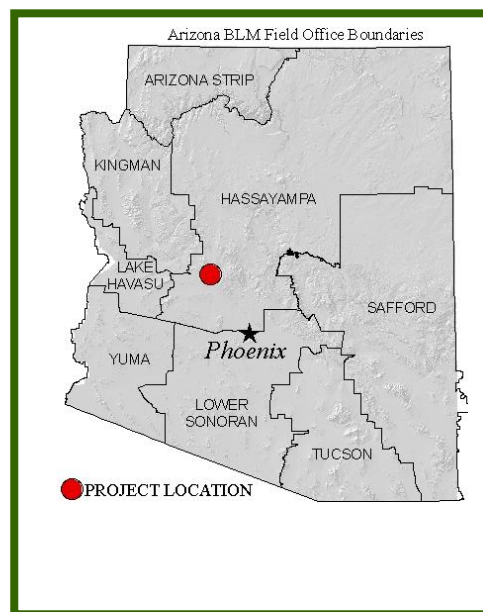 Arizona BLM Field Office Boundaries
ARIZONA STRIP
KINGMAN
HASSAYAMPA
LAKE
HAVASU
SAFFORD
Phoenix
YUMA
LOWER
SONORAN
TUCSON
PROJECT LOCATION